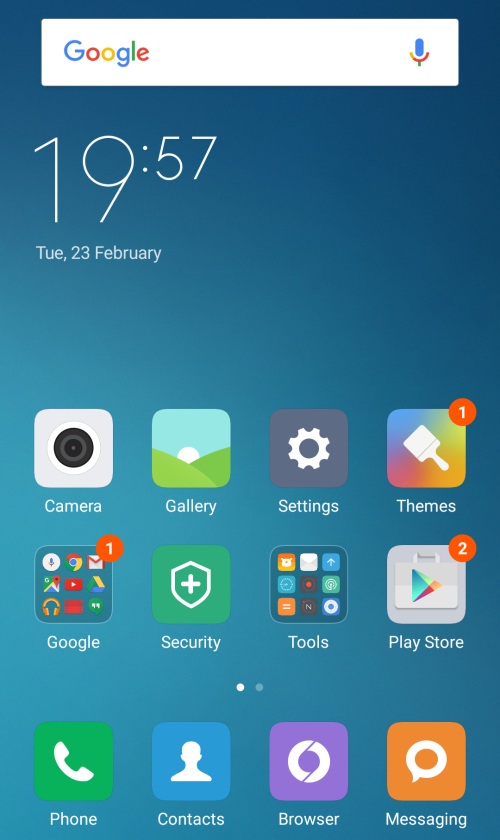 Google
19:57
Tue, 23 February
1
Camera Gallery Settings Themes
1 2
Google Security Tools Play Store
Phone Contacts Browser Messaging